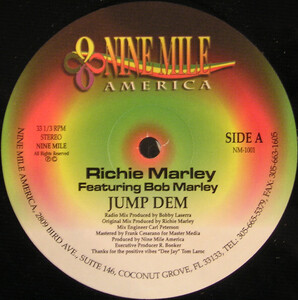 NINE MILE
AMERICA
33 1/3 RPM
STEREO
NINE MILE
All Rights Reserved
SIDE A
NM-1001
Richie Marley
Featuring Bob Marley
JUMP DEM
Radio Mix Produced by Bobby Laserra
Original Mix Produced by Richie Marley
Mix Engineer Carl Peterson
Mastered by Frank Cesarano for Master Media
Produced by Nine Mile America
Executive Producer R. Booker
Thanks for the positive vibes "Dee Jay" Tom Laroc
NINE MILE AMERICA, 2809 BIRD AVE., SUITE 146, COCONUT GROVE, FL 33133, TEL: 305-665-5379, FAX: 305-663-1605